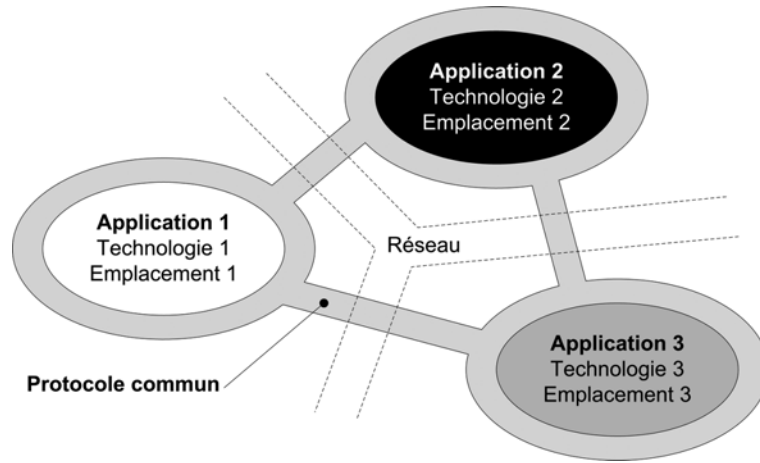 Application 2
Technologie 2
Emplacement 2
Application 1
Technologie 1
Emplacement 1
Réseau
Application 3
Technologie 3
Emplacement 3
Protocole commun